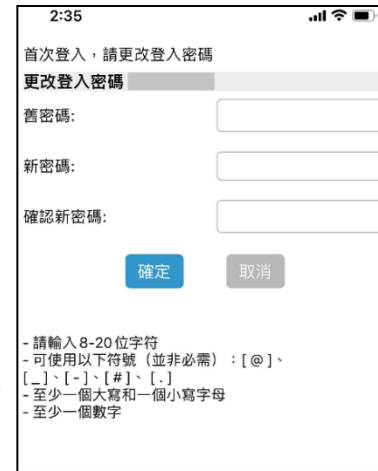 2:35
首次登入，請更改登入密碼
更改登入密碼
舊密碼:
新密碼:
確認新密碼:
確定 取消
- 請輸入8-20位字符
- 可使用以下符號（並非必需）：[ @ ]、
[ _ ]、[ - ]、[ # ]、 [ . ]
- 至少一個大寫和一個小寫字母
- 至少一個數字